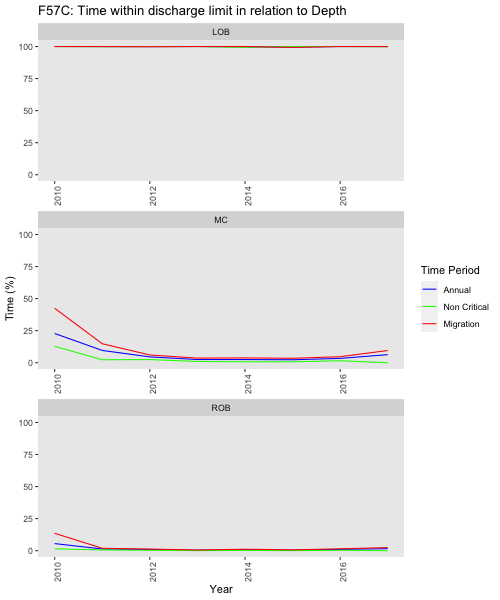 F57C: Time within discharge limit in relation to Depth
LOB
100
75
50
25
0
2010
2012
2014
2016
MC
100
75
50
25
0
2010
2012
2014
2016
ROB
100
75
50
25
0
2010
2012
2014
2016
Time (%)
Year
Time Period
Annual
Non Critical
Migration